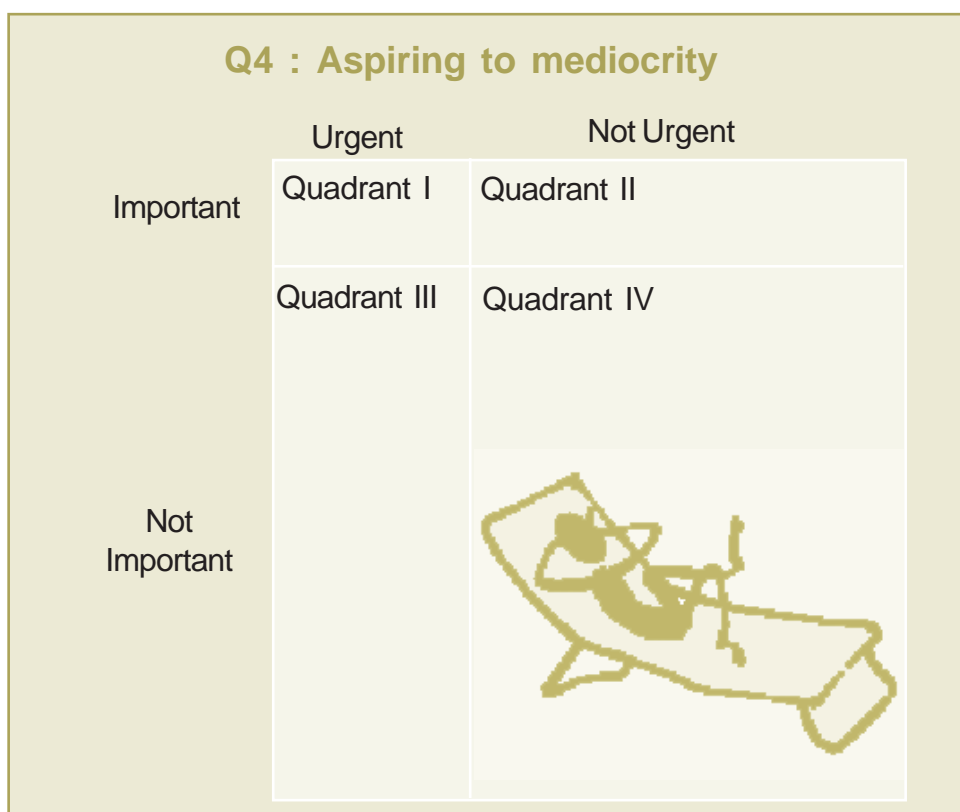 Q4 : Aspiring to mediocrity
Urgent
Not Urgent
Important
Quadrant I
Quadrant II
Quadrant III
Quadrant IV
Not
Important